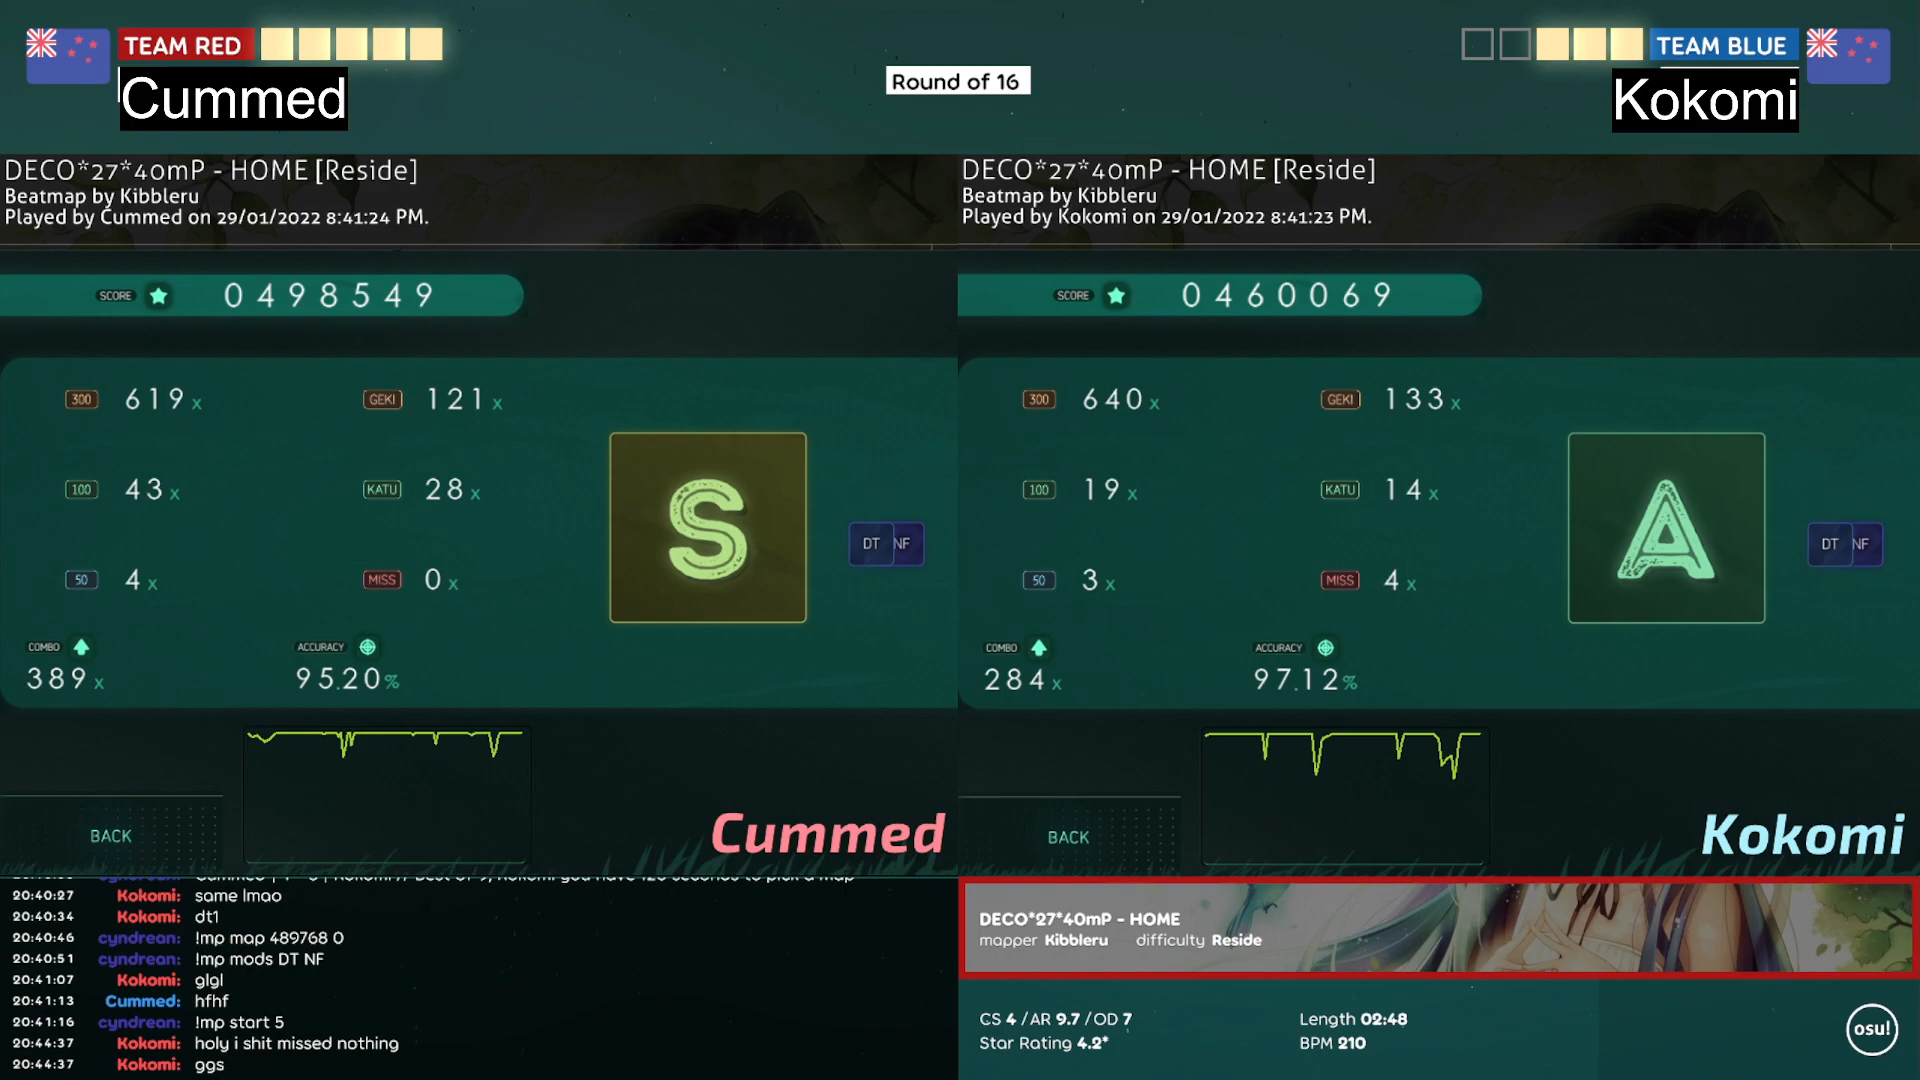 TEAM RED
Cummed
Round of 16
TEAM BLUE
Kokomi
DECO*27*40mP - HOME [Reside]
Beatmap by Kibbleru
Played by Cummed on 29/01/2022 8:41:24 PM.
SCORE 0498549
300 619x GEKI 121x
100 43x KATU 28x
50 4x MISS 0x
S
DT NF
COMBO ACCURACY
389x 95.20%
BACK
Cummed
DECO*27*40mP - HOME [Reside]
Beatmap by Kibbleru
Played by Kokomi on 29/01/2022 8:41:23 PM.
SCORE 0460069
300 640x GEKI 133x
100 19x KATU 14x
50 3x MISS 4x
A
DT NF
COMBO ACCURACY
284x 97.12%
BACK
Kokomi
20:40:27 Kokomi: same lmao
20:40:34 Kokomi: dt1
20:40:46 cyndrean: !mp map 489768 0
20:40:51 cyndrean: !mp mods DT NF
20:41:07 Kokomi: glgl
20:41:13 Cummed: hfhf
20:41:16 cyndrean: !mp start 5
20:44:37 Kokomi: holy i shit missed nothing
20:44:37 Kokomi: ggs
DECO*27*40mP - HOME
mapper Kibbleru difficulty Reside
CS 4 / AR 9.7 / OD 7
Star Rating 4.2*
Length 02:48
BPM 210
osu!